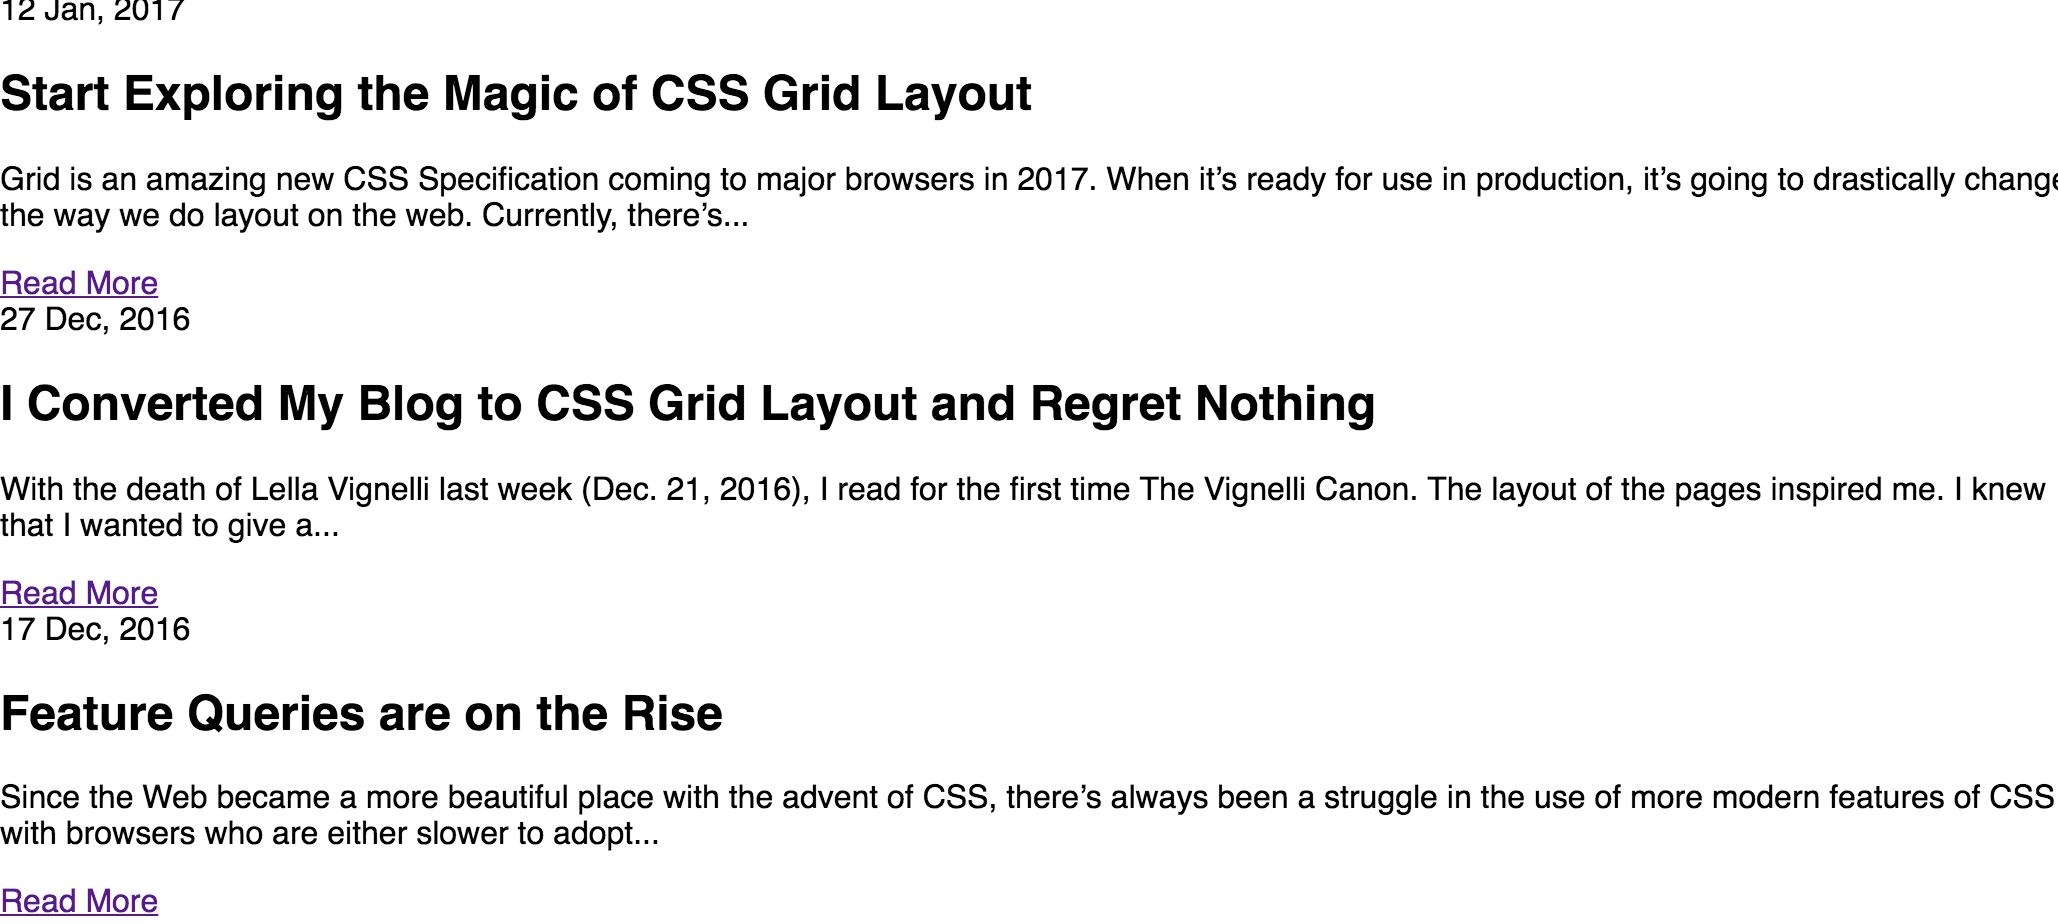 12 Jan, 2017
Start Exploring the Magic of CSS Grid Layout
Grid is an amazing new CSS Specification coming to major browsers in 2017. When it’s ready for use in production, it’s going to drastically change
the way we do layout on the web. Currently, there’s...
Read More
27 Dec, 2016
I Converted My Blog to CSS Grid Layout and Regret Nothing
With the death of Lella Vignelli last week (Dec. 21, 2016), I read for the first time The Vignelli Canon. The layout of the pages inspired me. I knew
that I wanted to give a...
Read More
17 Dec, 2016
Feature Queries are on the Rise
Since the Web became a more beautiful place with the advent of CSS, there’s always been a struggle in the use of more modern features of CSS
with browsers who are either slower to adopt...
Read More